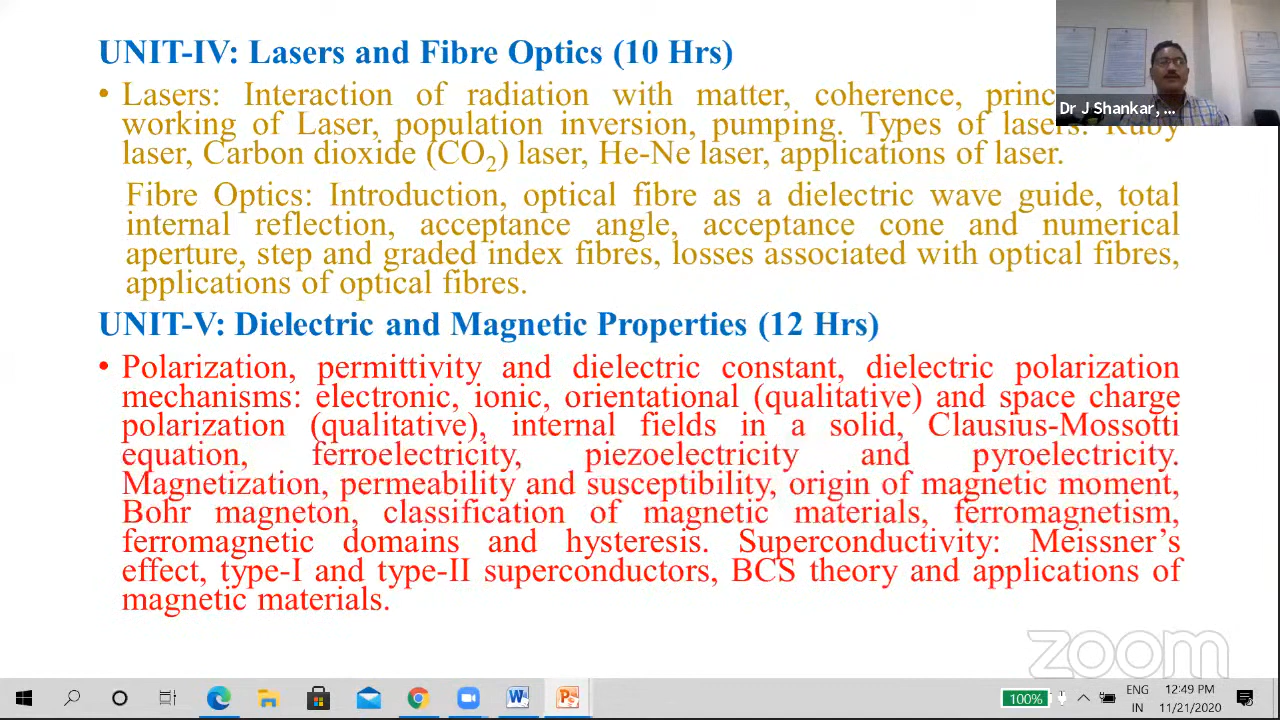 UNIT-IV: Lasers and Fibre Optics (10 Hrs)
Dr J Shankar, ...
• Lasers: Interaction of radiation with matter, coherence,
working of Laser, population inversion, pumping. Types of lasers: Ruby
laser, Carbon dioxide (CO₂) laser, He-Ne laser, applications of laser.
Fibre Optics: Introduction, optical fibre as a dielectric wave guide, total
internal reflection, acceptance angle, acceptance cone and numerical
aperture, step and graded index fibres, losses associated with optical fibres,
applications of optical fibres.
UNIT-V: Dielectric and Magnetic Properties (12 Hrs)
• Polarization, permittivity and dielectric constant, dielectric polarization
mechanisms: electronic, ionic, orientational (qualitative) and space charge
polarization (qualitative), internal fields in a solid, Clausius-Mossotti
equation, ferroelectricity, piezoelectricity and pyroelectricity.
Magnetization, permeability and susceptibility, origin of magnetic moment,
Bohr magneton, classification of magnetic materials, ferromagnetism,
ferromagnetic domains and hysteresis. Superconductivity: Meissner's
effect, type-I and type-II superconductors, BCS theory and applications of
magnetic materials.
zoom
100%
ENG
IN
12:49 PM
11/21/2020